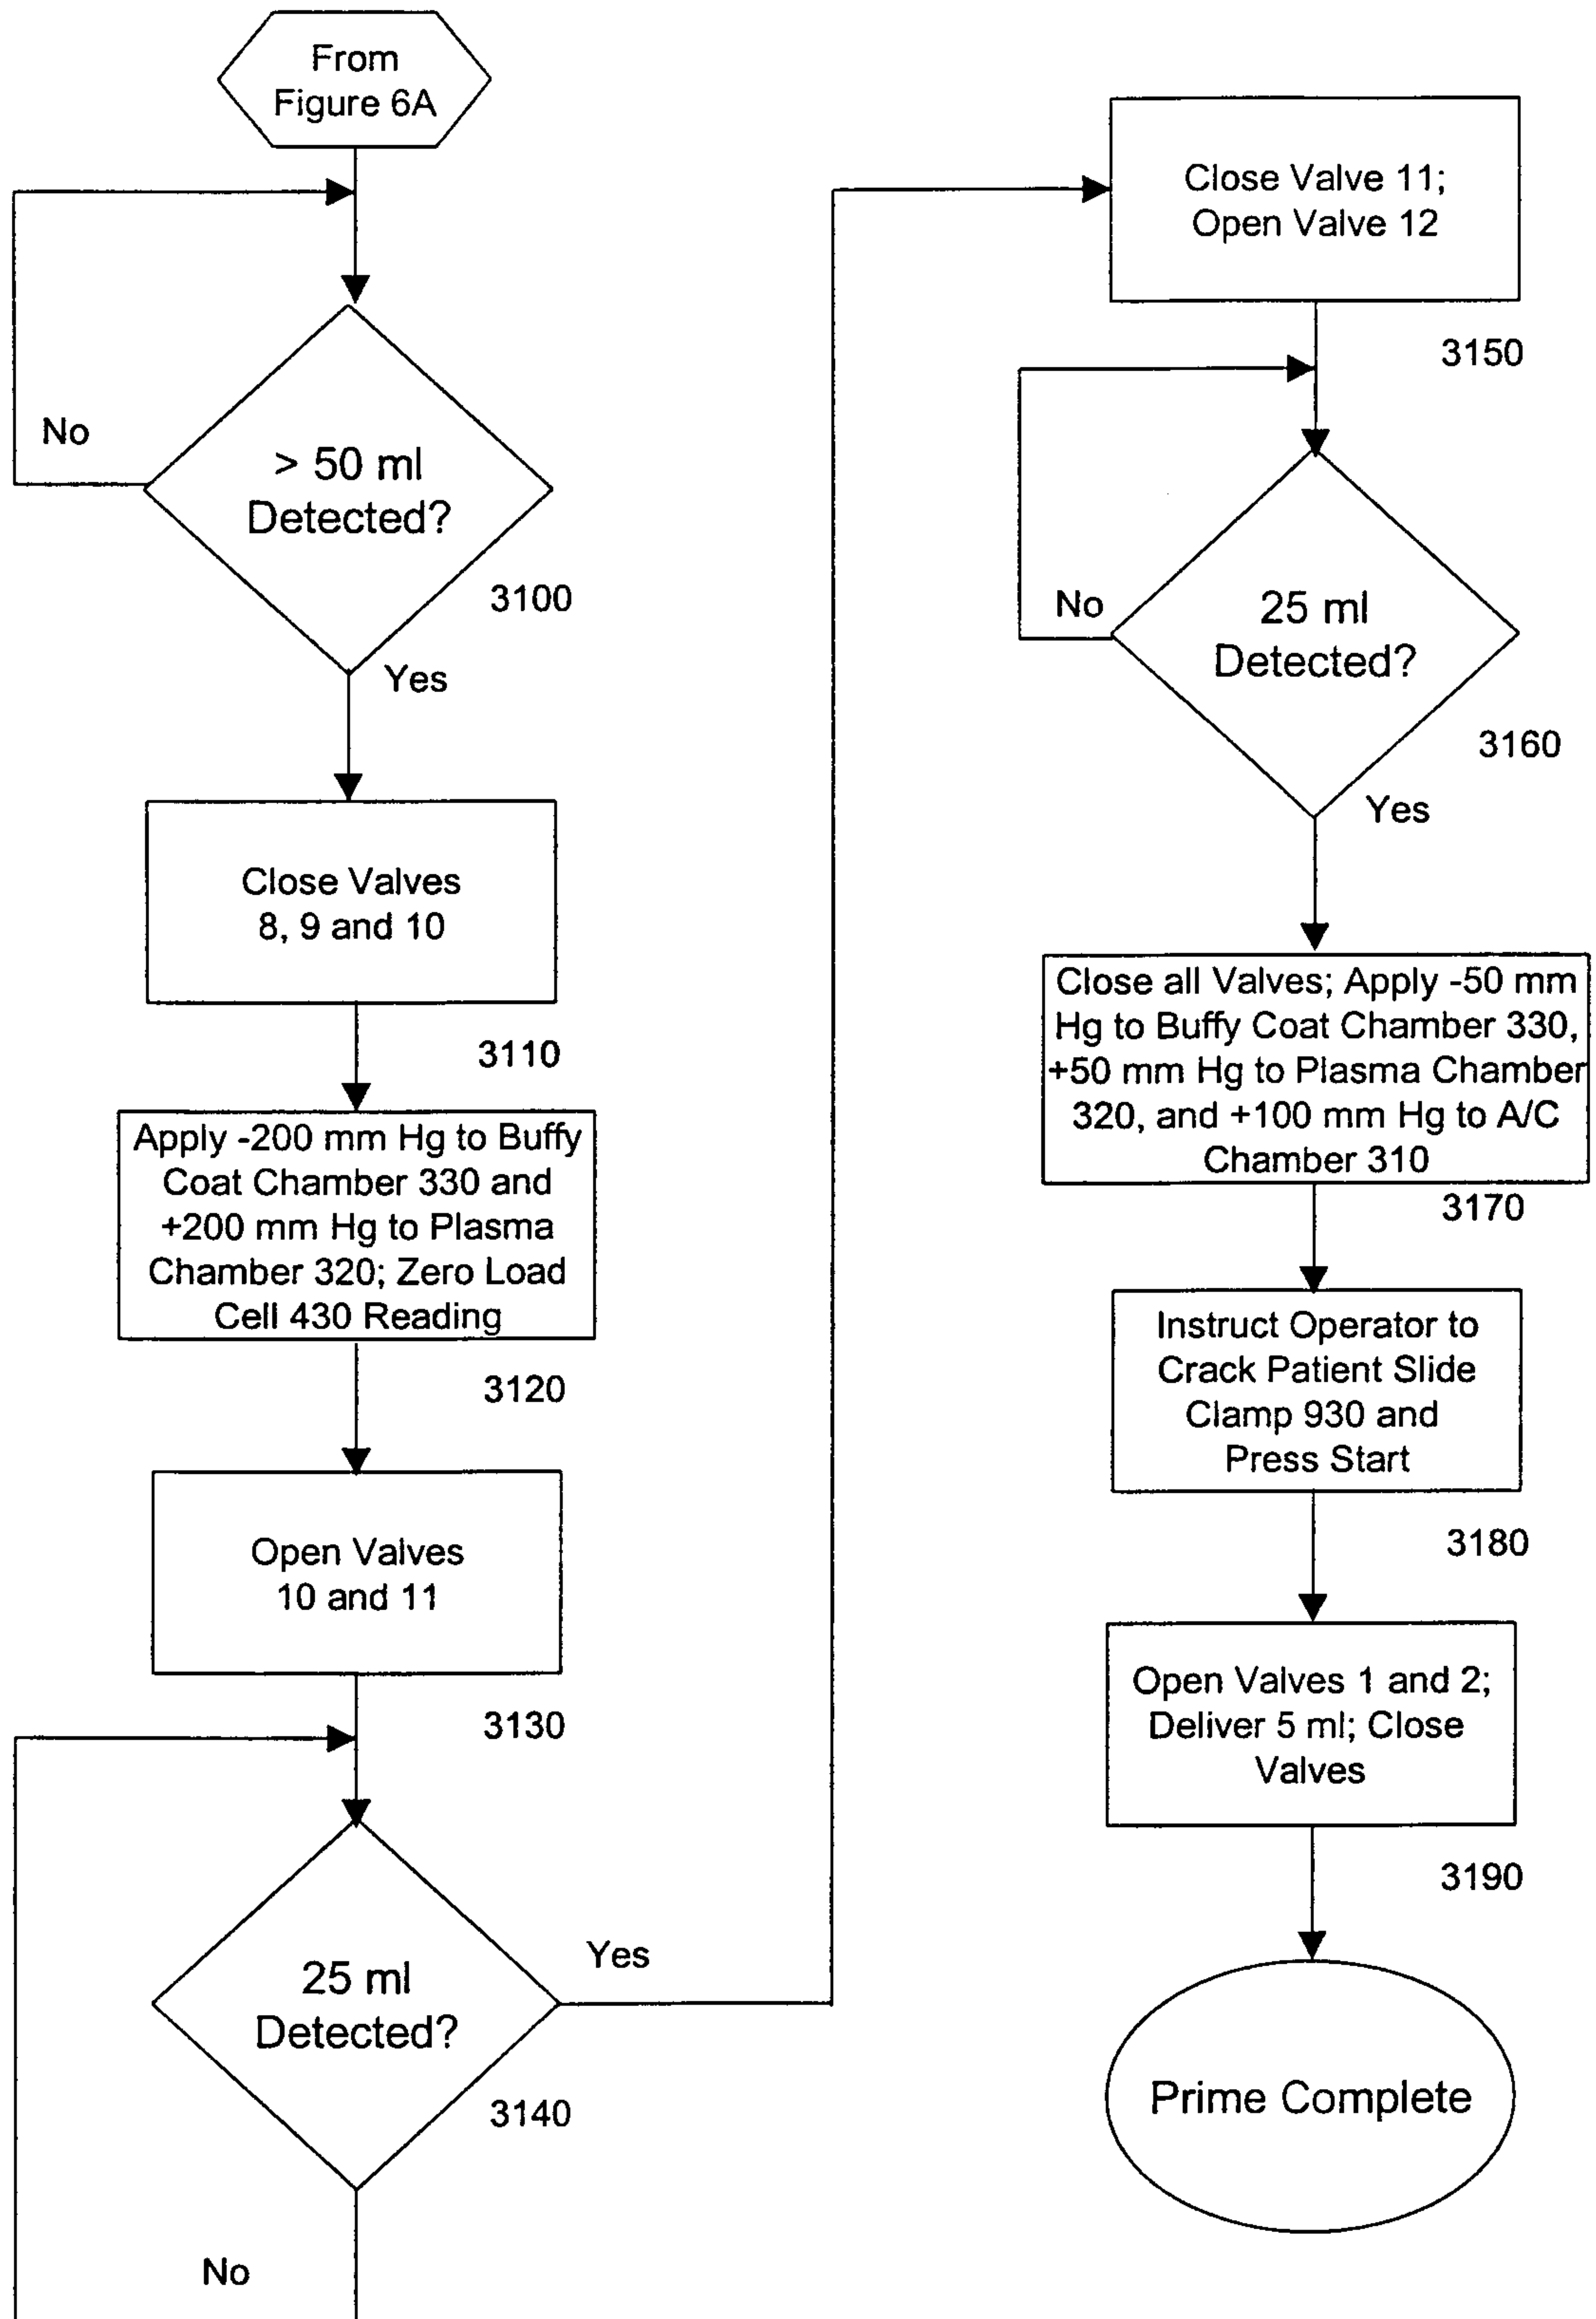 From
Figure 6A
No
> 50 ml
Detected?
3100
Yes
Close Valves
8, 9 and 10
3110
Apply -200 mm Hg to Buffy
Coat Chamber 330 and
+200 mm Hg to Plasma
Chamber 320; Zero Load
Cell 430 Reading
3120
Open Valves
10 and 11
3130
25 ml
Detected?
Yes
3140
No
Close Valve 11;
Open Valve 12
3150
No
25 ml
Detected?
3160
Yes
Close all Valves; Apply -50 mm
Hg to Buffy Coat Chamber 330,
+50 mm Hg to Plasma Chamber
320, and +100 mm Hg to A/C
Chamber 310
3170
Instruct Operator to
Crack Patient Slide
Clamp 930 and
Press Start
3180
Open Valves 1 and 2;
Deliver 5 ml; Close
Valves
3190
Prime Complete